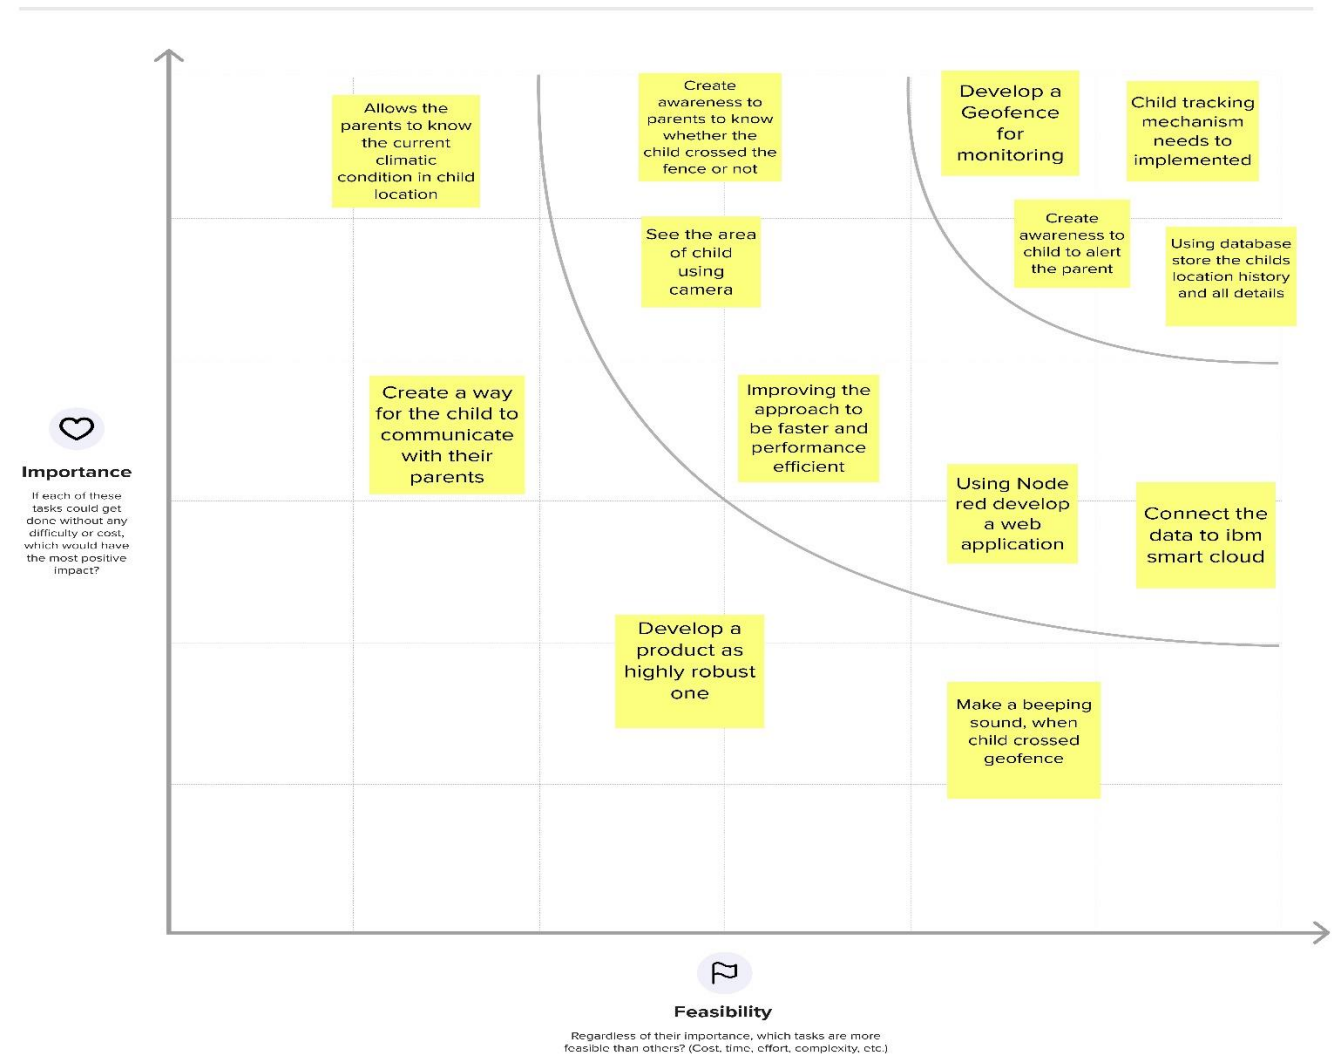 Allows the
parents to know
the current
climatic
condition in child
location
Create
awareness to
parents to know
whether the
child crossed the
fence or not
Develop a
Geofence
for
monitoring
Child tracking
mechanism
needs to
implemented
See the area
of child
using
camera
Create
awareness to
child to alert
the parent
Using database
store the childs
location history
and all details
Create a way
for the child to
communicate
with their
parents
Improving the
approach to
be faster and
performance
efficient
Using Node
red develop
a web
application
Connect the
data to ibm
smart cloud
Develop a
product as
highly robust
one
Make a beeping
sound, when
child crossed
geofence
Importance
If each of these
tasks could get
done without any
difficulty or cost,
which would have
the most positive
impact?
Feasibility
Regardless of their importance, which tasks are more
feasible than others? (Cost, time, effort, complexity, etc.)